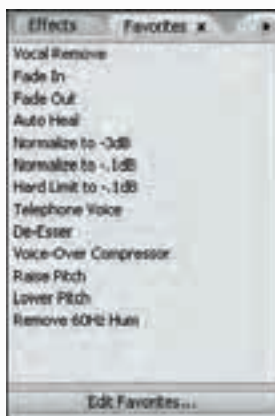 Effects Favorites x
Vocal Remove
Fade In
Fade Out
Auto Heal
Normalize to -3dB
Normalize to -.1dB
Hard Limit to -.1dB
Telephone Voice
De-Esser
Voice-Over Compressor
Raise Pitch
Lower Pitch
Remove 60Hz Hum
Edit Favorites...